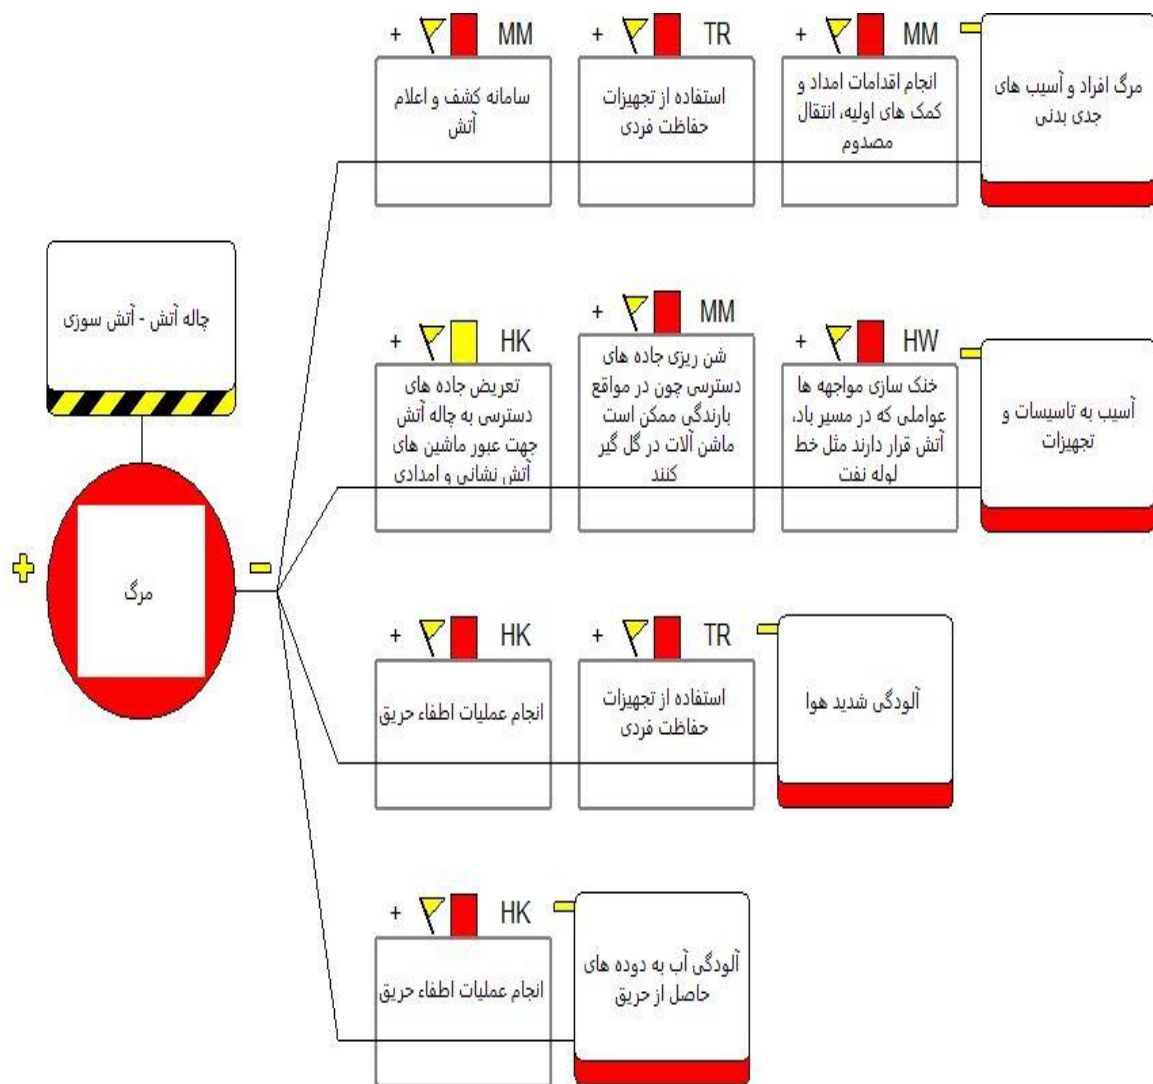 + MM
سامانه کشف و اعلام
آتش
+ TR
استفاده از تجهیزات
حفاظت فردی
+ MM
انجام اقدامات امداد و
کمک های اولیه، انتقال
مصدوم
مرگ افراد و آسیب های
جدی بدنی
چاله آتش - آتش سوزی
مرگ
+ HK
تعریض جاده های
دسترسی به چاله آتش
جهت عبور ماشین های
آتش نشانی و امدادی
+ MM
شن ریزی جاده های
دسترسی چون در مواقع
بارندگی ممکن است
ماشن آلات در گل گیر
کنند
+ HW
خنک سازی مواجهه ها
عواملی که در مسیر باد،
آتش قرار دارند مثل خط
لوله نفت
آسیب به تاسیسات و
تجهیزات
+ HK
انجام عملیات اطفاء حریق
+ TR
استفاده از تجهیزات
حفاظت فردی
آلودگی شدید هوا
+ HK
انجام عملیات اطفاء حریق
آلودگی آب به دوده های
حاصل از حریق